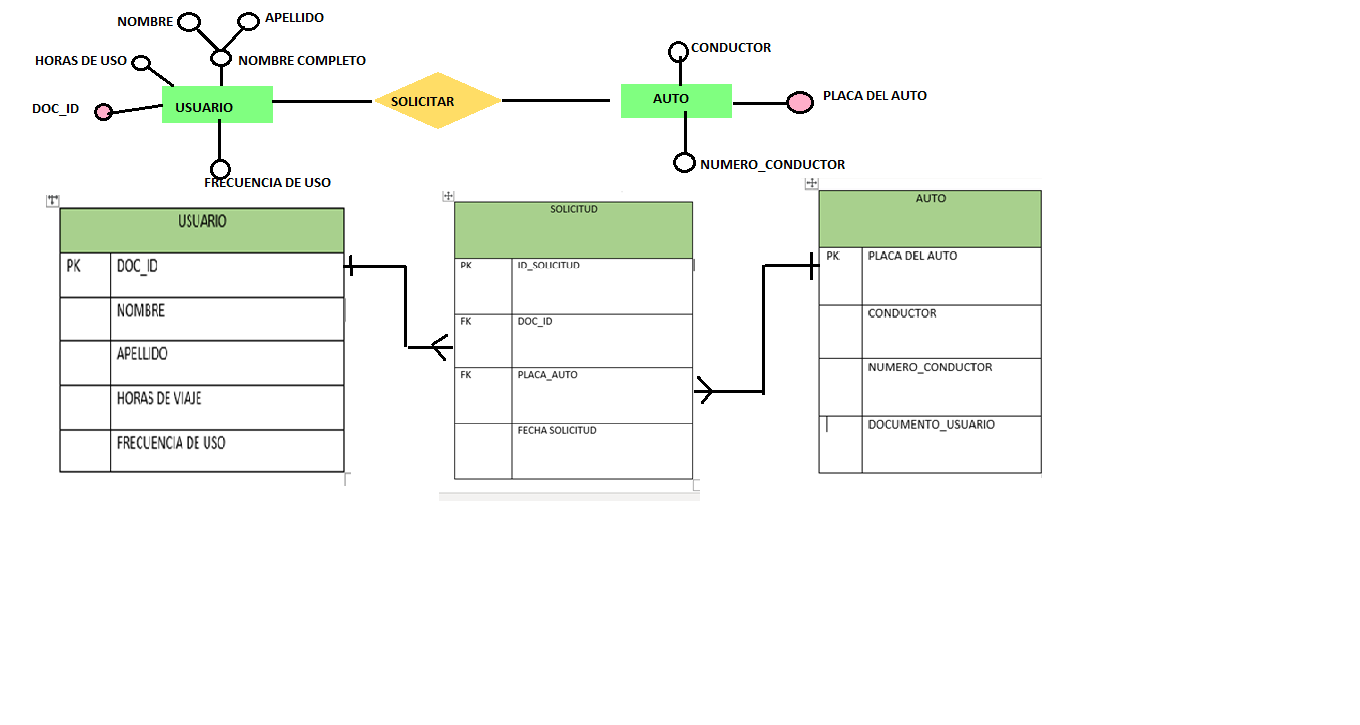 NOMBRE
APELLIDO
HORAS DE USO
NOMBRE COMPLETO
DOC_ID
USUARIO
FRECUENCIA DE USO
SOLICITAR
CONDUCTOR
AUTO
PLACA DEL AUTO
NUMERO_CONDUCTOR
USUARIO
PK DOC_ID
NOMBRE
APELLIDO
HORAS DE VIAJE
FRECUENCIA DE USO
SOLICITUD
PK ID_SOLICITUD
FK DOC_ID
FK PLACA_AUTO
FECHA SOLICITUD
AUTO
PK PLACA DEL AUTO
CONDUCTOR
NUMERO_CONDUCTOR
DOCUMENTO_USUARIO